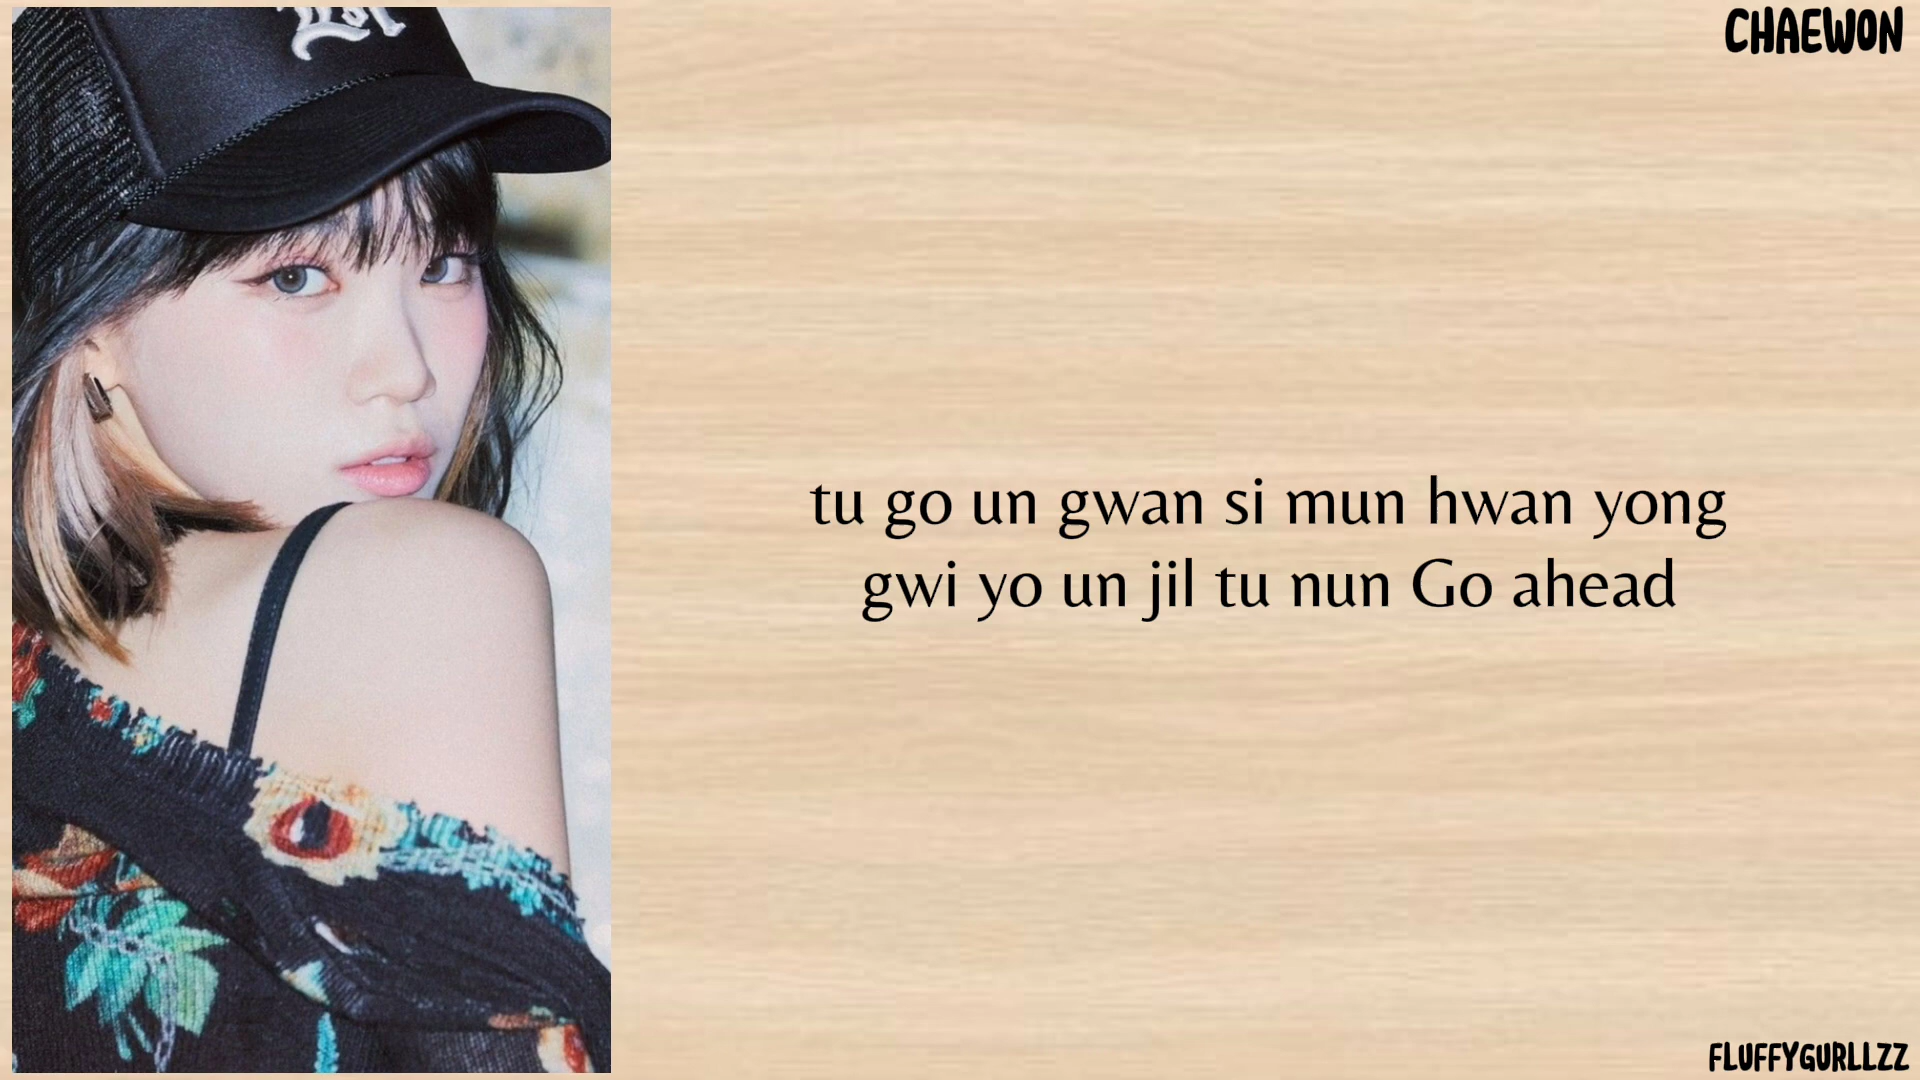 CHAEWON
tu go un gwan si mun hwan yong
gwi yo un jil tu nun Go ahead
FLUFFYGURLLZZ